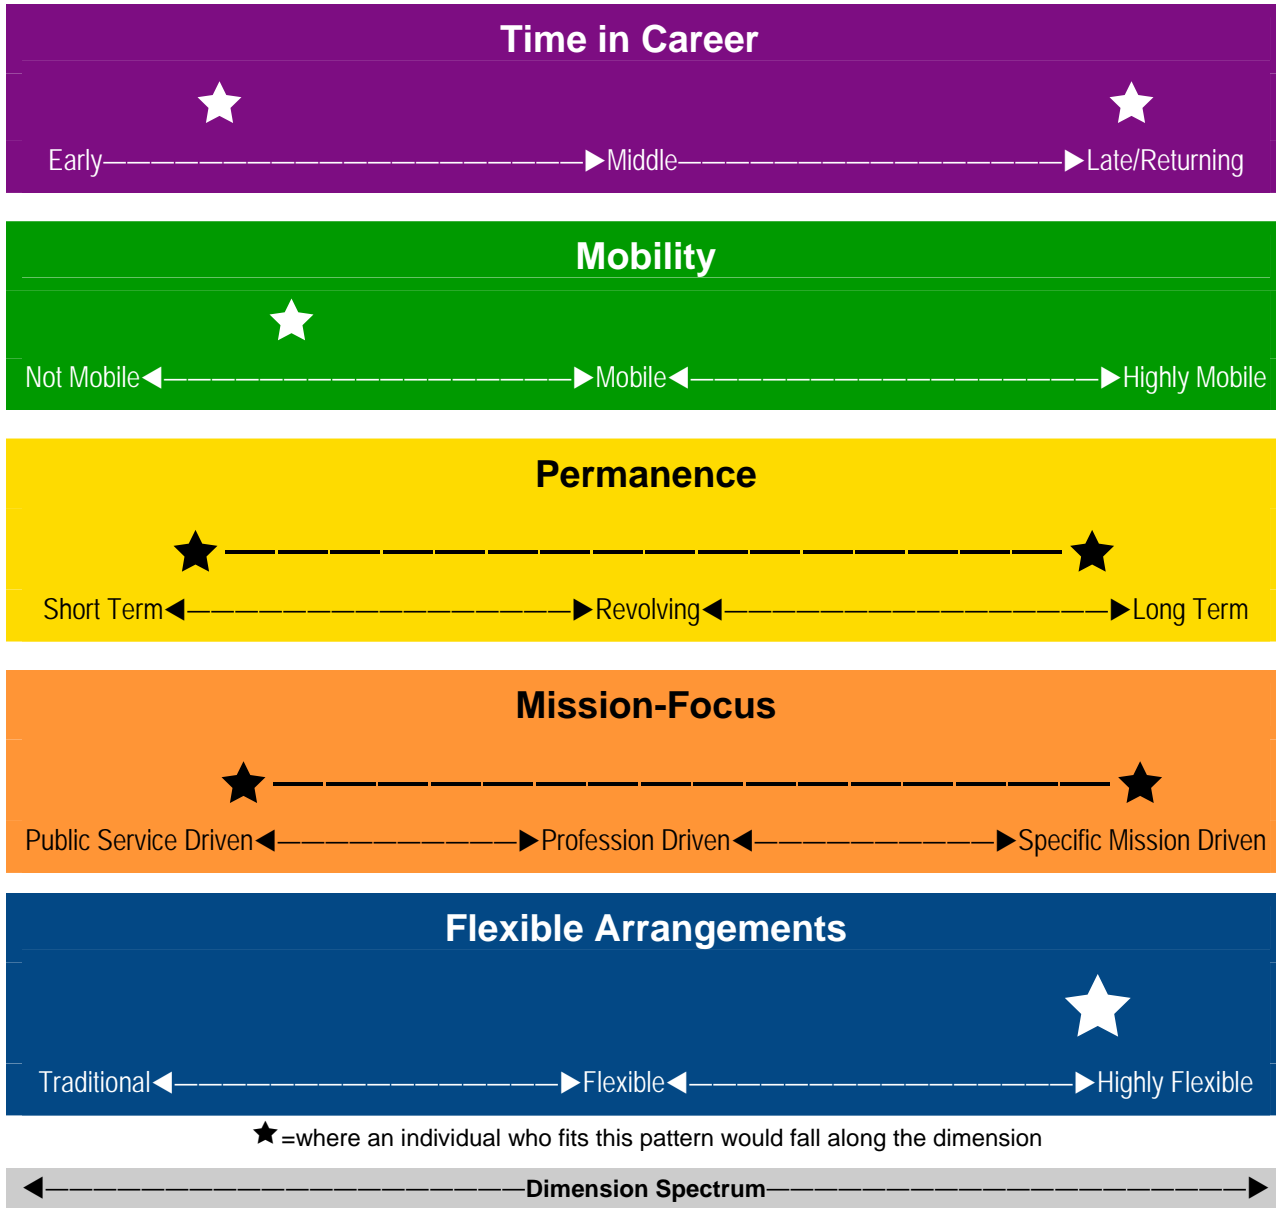 Time in Career
Early————————————————————▶Middle————————————————▶Late/Returning
Mobility
Not Mobile◀—————————————————▶Mobile◀—————————————————▶Highly Mobile
Permanence
Short Term◀————————————————▶Revolving◀————————————————▶Long Term
Mission-Focus
Public Service Driven◀——————————▶Profession Driven◀——————————▶Specific Mission Driven
Flexible Arrangements
Traditional◀————————————————▶Flexible◀————————————————▶Highly Flexible
★=where an individual who fits this pattern would fall along the dimension
◀————————————————————Dimension Spectrum————————————————————▶